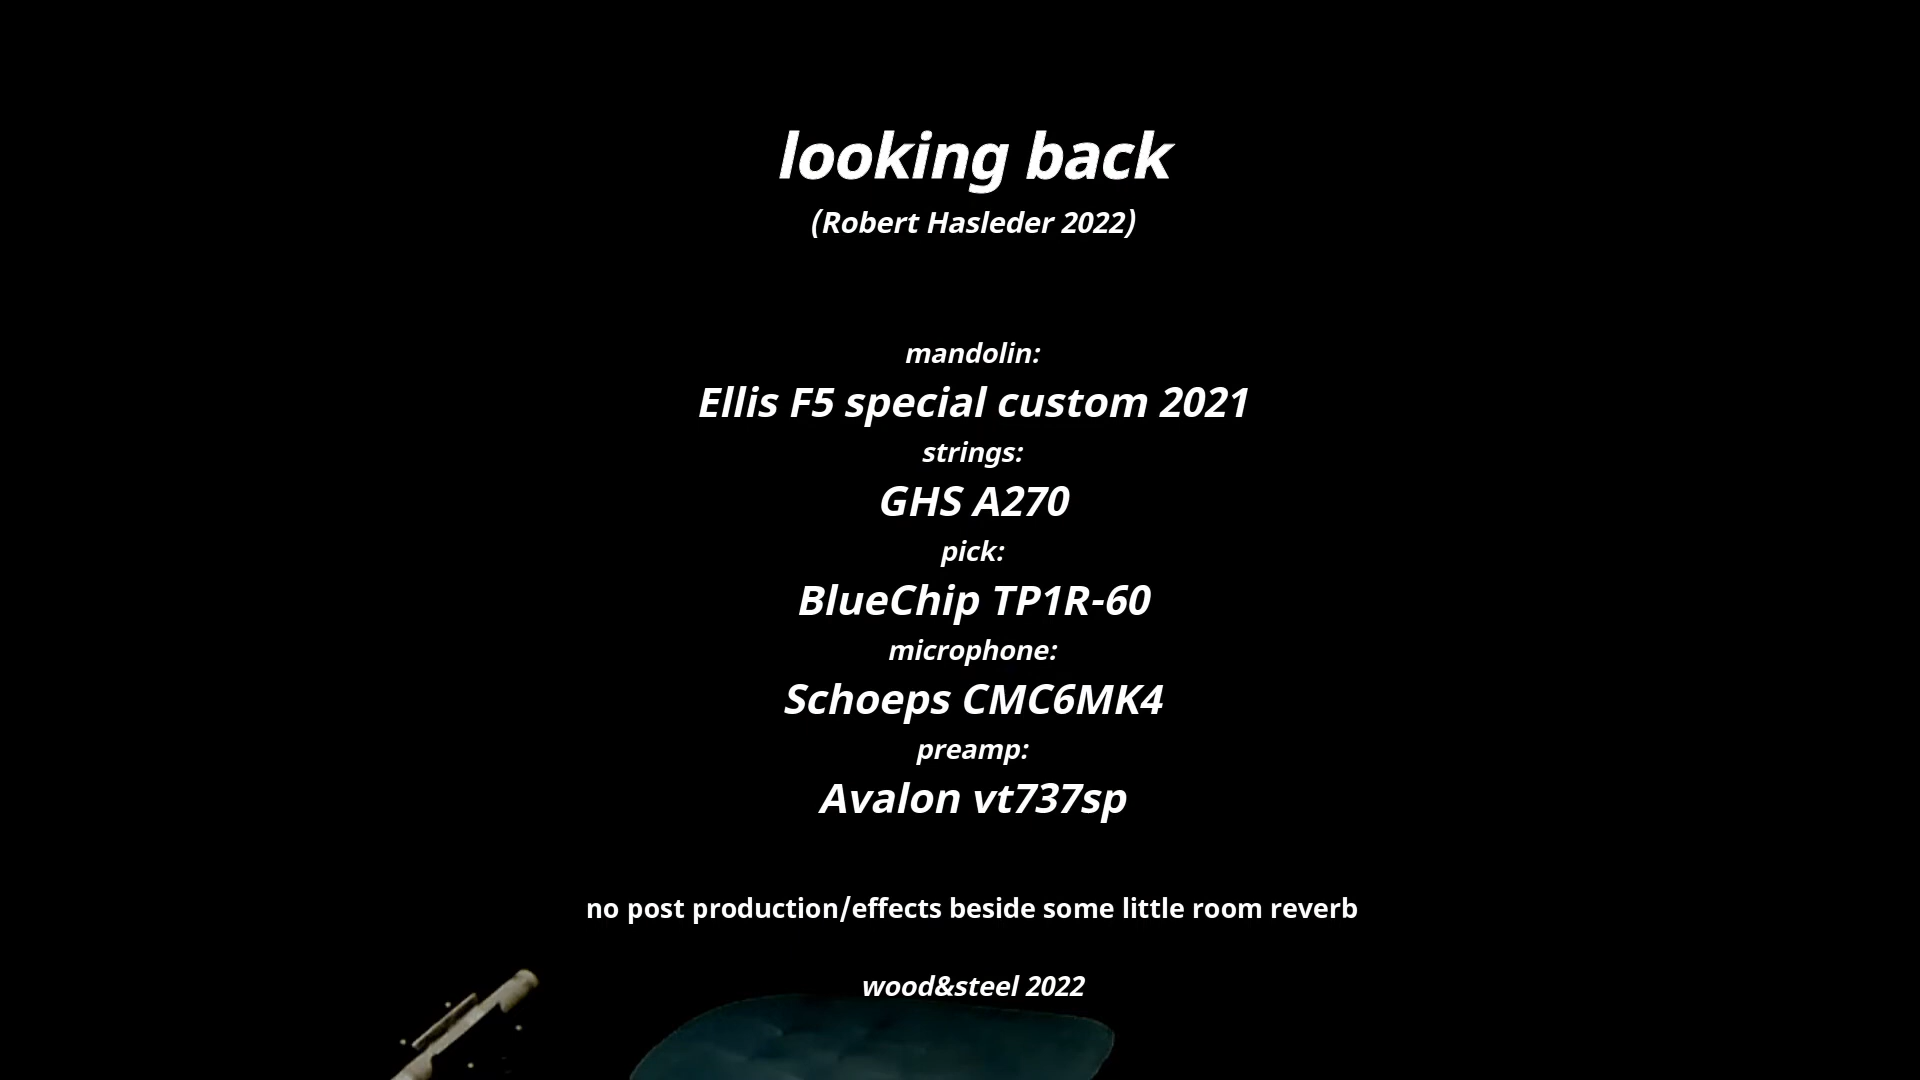 looking back
(Robert Hasleder 2022)
mandolin:
Ellis F5 special custom 2021
strings:
GHS A270
pick:
BlueChip TP1R-60
microphone:
Schoeps CMC6MK4
preamp:
Avalon vt737sp
no post production/effects beside some little room reverb
wood&steel 2022